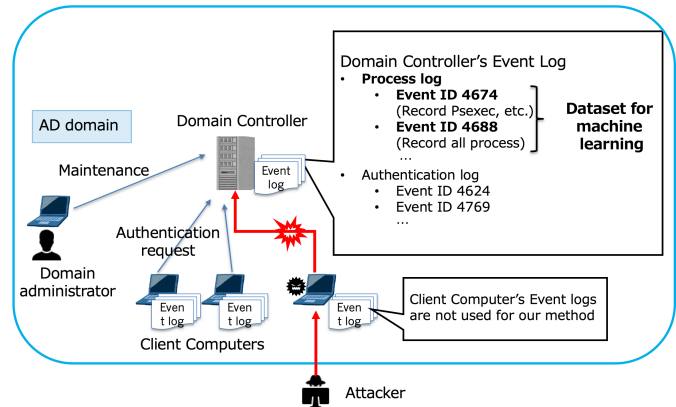 Domain Controller's Event Log
• Process log
• Event ID 4674
(Record Psexec, etc.)
• Event ID 4688
(Record all process)
…
Dataset for
machine
learning
• Authentication log
• Event ID 4624
• Event ID 4769
…
AD domain
Domain Controller
Maintenance
Event
log
Authentication
request
Domain
administrator
Even
t log
Even
t log
Even
t log
Client Computers
Client Computer's Event logs
are not used for our method
Attacker